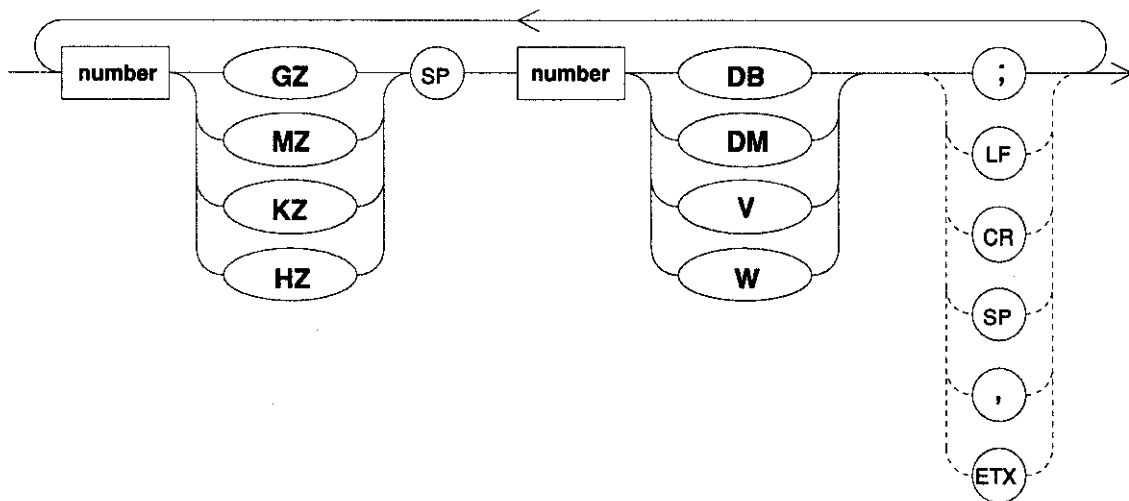 number GZ SP number DB ;
MZ DM LF
KZ V CR
HZ W SP
,
ETX